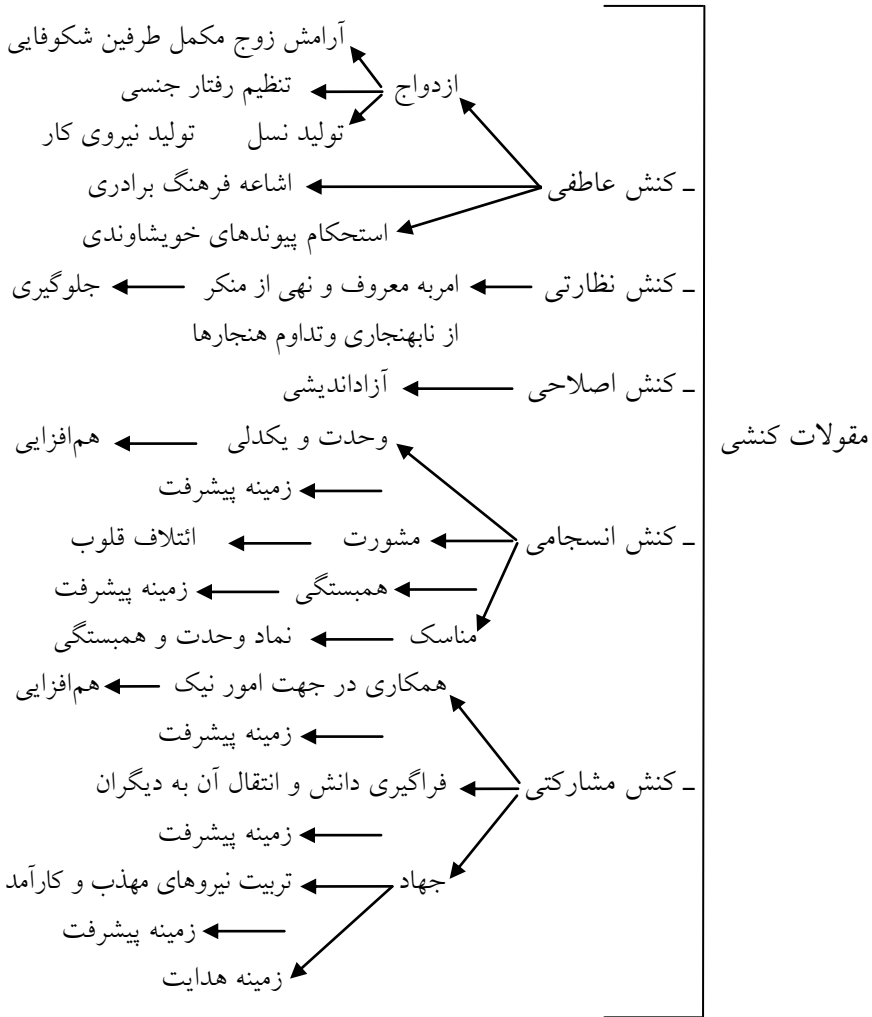 آرامش زوج مکمل طرفین شکوفایی
ازدواج تنظیم رفتار جنسی
تولید نسل تولید نیروی کار
ـ کنش عاطفی اشاعه فرهنگ برادری
استحکام پیوندهای خویشاوندی
ـ کنش نظارتی امربه معروف و نهی از منکر جلوگیری
از نابهنجاری وتداوم هنجارها
ـ کنش اصلاحی آزاداندیشی
مقولات کنشی وحدت و یکدلی هم‌افزایی
زمینه پیشرفت
ـ کنش انسجامی مشورت ائتلاف قلوب
همبستگی زمینه پیشرفت
مناسک نماد وحدت و همبستگی
همکاری در جهت امور نیک هم‌افزایی
زمینه پیشرفت
ـ کنش مشارکتی فراگیری دانش و انتقال آن به دیگران
زمینه پیشرفت
جهاد تربیت نیروهای مهذب و کارآمد
زمینه پیشرفت
زمینه هدایت